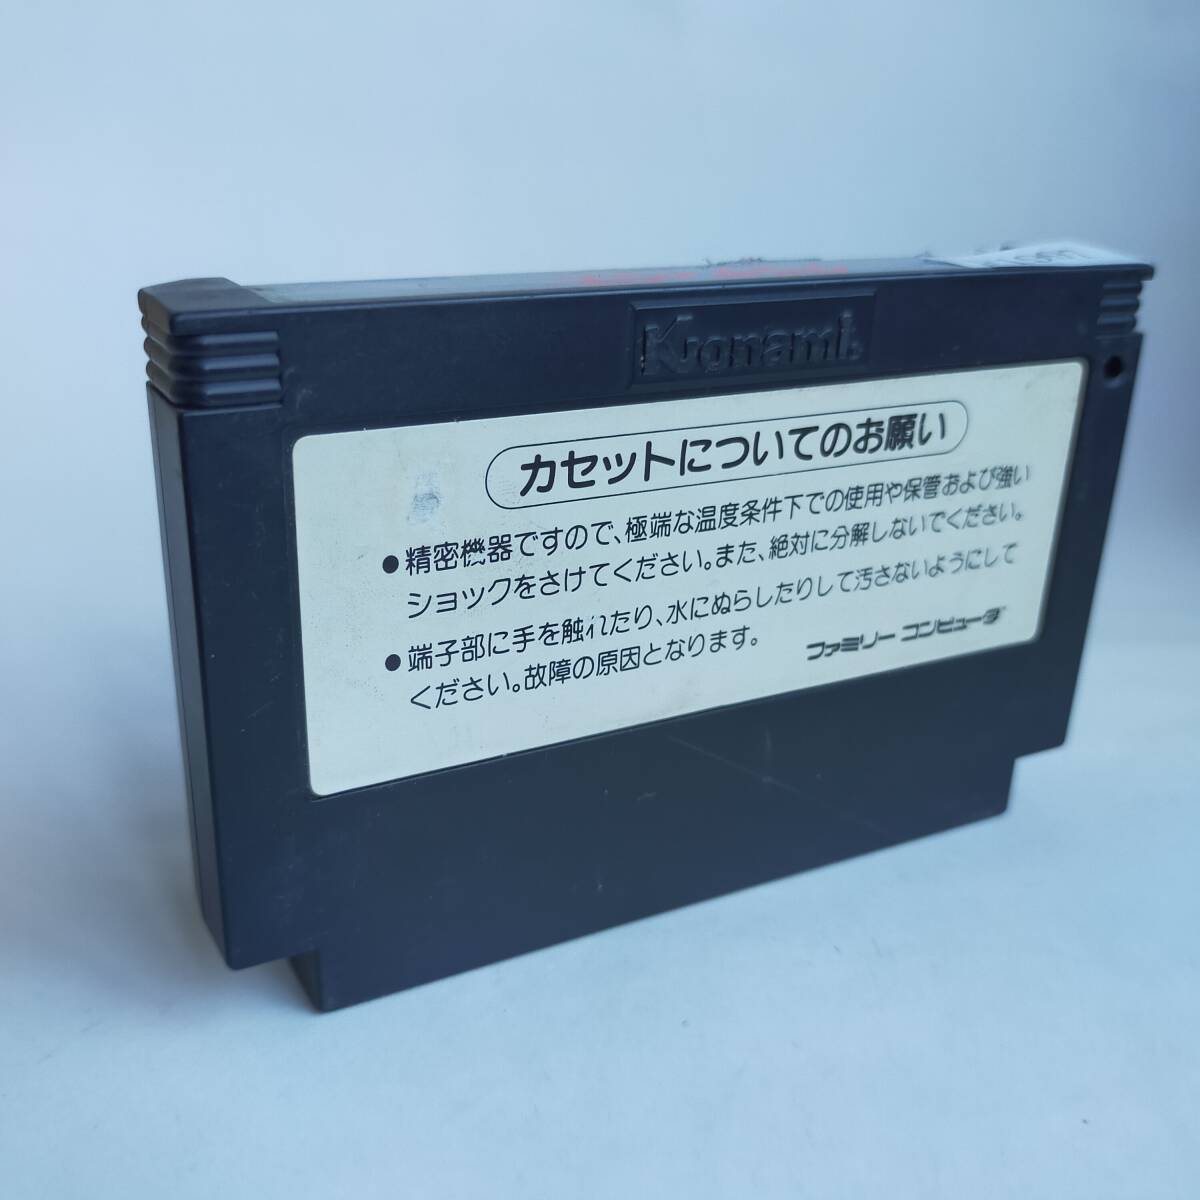 Konami
カセットについてのお願い
●精密機器ですので、極端な温度条件下での使用や保管および強い
ショックをさけてください。また、絶対に分解しないでください。
●端子部に手を触れたり、水にぬらしたりして汚さないようにして
ください。故障の原因となります。
ファミリー コンピュータ